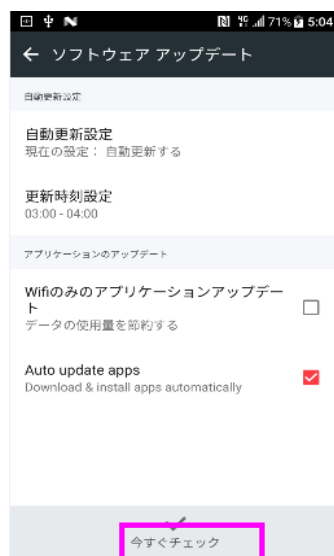 71% 5:04
ソフトウェア アップデート
自動更新設定
自動更新設定
現在の設定： 自動更新する
更新時刻設定
03:00 - 04:00
アプリケーションのアップデート
Wifiのみのアプリケーションアップデー
ト
データの使用量を節約する
Auto update apps
Download & install apps automatically
今すぐチェック